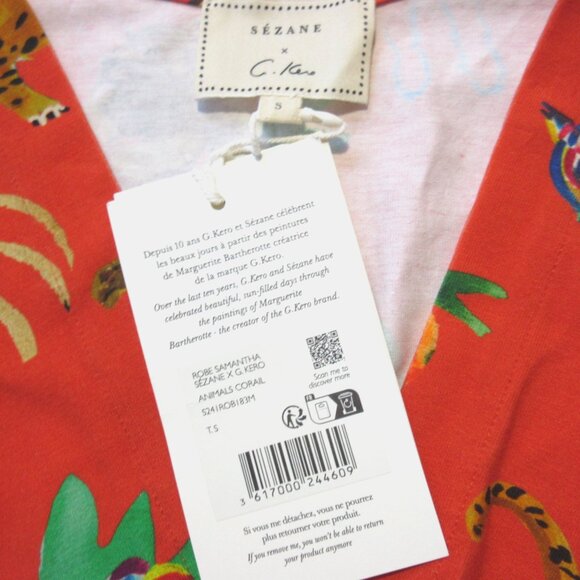 SÉZANE
x
G. Kero
S
Depuis 10 ans G.Kero et Sézane célèbrent
les beaux jours à partir des peintures
de Marguerite Bartherotte créatrice
de la marque G.Kero.
Over the last ten years, G.Kero and Sézane have
celebrated beautiful, sun-filled days through
the paintings of Marguerite
Bartherotte - the creator of the G.Kero brand.
ROBE SAMANTHA
SÉZANE X G. KERO
ANIMALS CORAIL
S241ROB183M
T.S
Scan me to
discover more
FR
3 617000 244609
Si vous me détachez, vous ne pourrez
plus retourner votre produit.
If you remove me, you won't be able to return
your product anymore